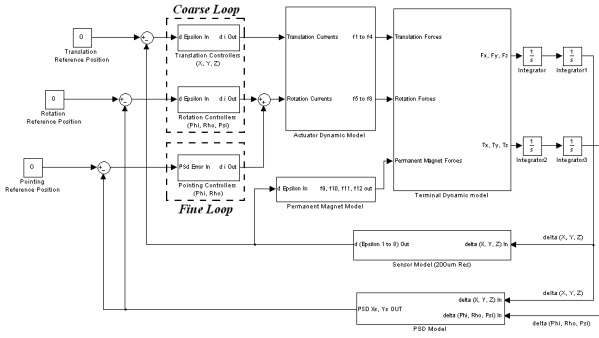 Coarse Loop
0
Translation
Reference Position
d Epsilon In
d i Out
Translation Controllers
(X, Y, Z)
Translation Currents
f1 to f4
Translation Forces
Fx, Fy, Fz
1
s
Integrator
1
s
Integrator1
0
Rotation
Reference Position
d Epsilon In
d i Out
Rotation Controllers
(Phi, Rho, Psi)
Rotation Currents
f5 to f8
Actuator Dynamic Model
Rotation Forces
Tx, Ty, Tz
1
s
Integrator2
1
s
Integrator3
0
Pointing
Reference Position
PSd Error In
d i Out
Pointing Controllers
(Phi, Rho)
Fine Loop
Permanent Magnet Forces
Terminal Dynamic model
d Epsilon In
f9, f10, f11, f12 out
Permanent Magnet Model
d (Epsilon 1 to 8) Out
delta (X, Y, Z) In
Sensor Model (200um Res)
delta (X, Y, Z)
delta (X, Y, Z)
PSD Xs, Ys OUT
delta (X, Y, Z) In
delta (Phi, Rho, Psi) In
PSD Model
delta (Phi, Rho, Psi)